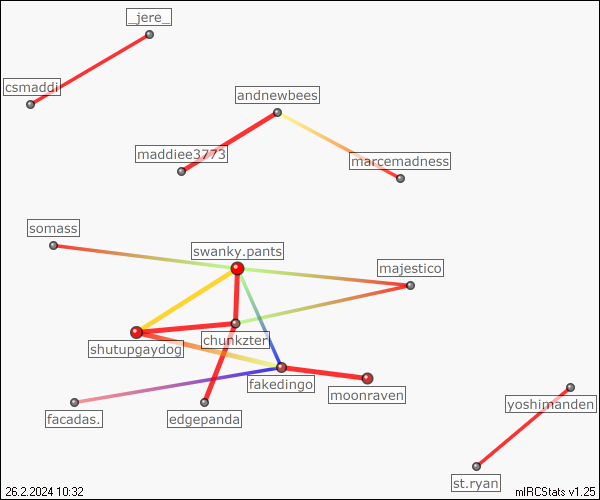 _jere_
csmaddi
andnewbees
maddiee3773
marcemadness
somass
swanky.pants
majestico
chunkzter
shutupgaydog
fakedingo
moonraven
facadas.
edgepanda
yoshimanden
st.ryan
26.2.2024 10:32
mIRCStats v1.25